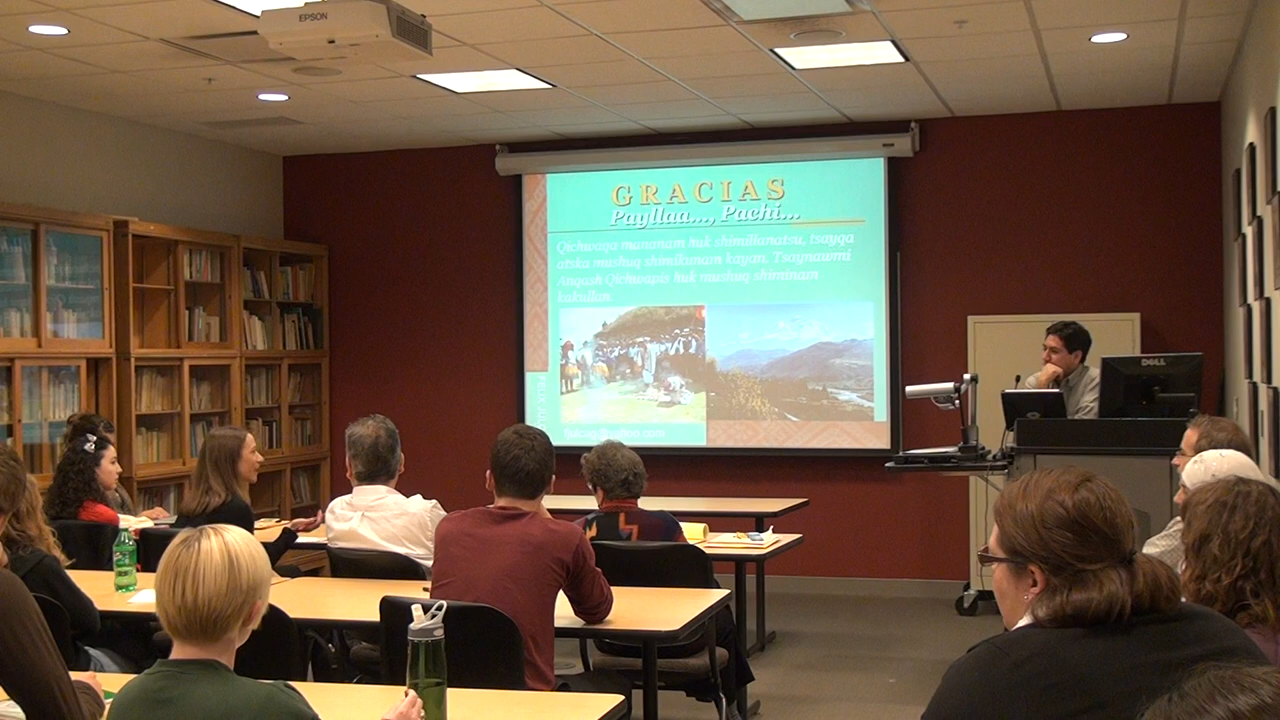 EPSON
GRACIAS
Payllaa..., Pachi...
Qichwaqa mananam huk shimillanatsu, tsayqa
atska mushuq shimikunam kayan. Tsaynawmi
Anqash Qichwapis huk mushuq shiminam
kakullan
DELL